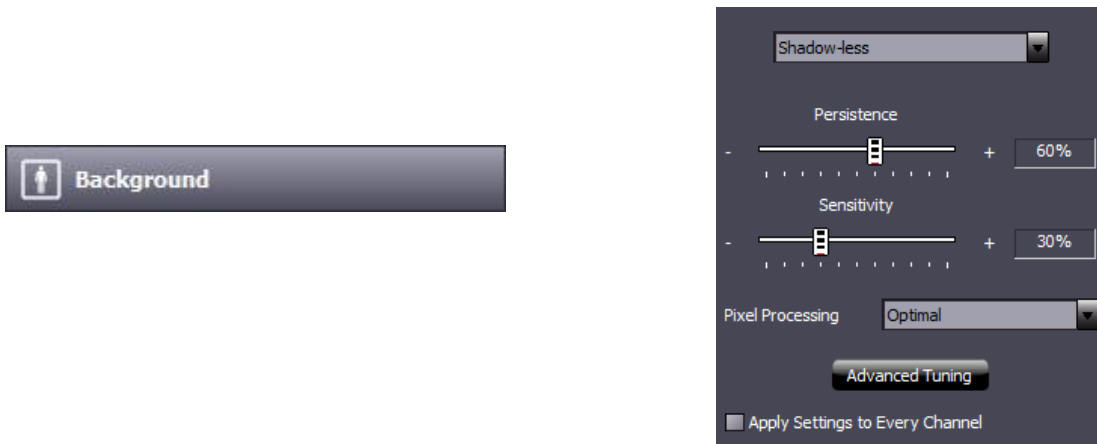 Background
Shadow-less
Persistence
- + 60%
Sensitivity
- + 30%
Pixel Processing Optimal
Advanced Tuning
Apply Settings to Every Channel